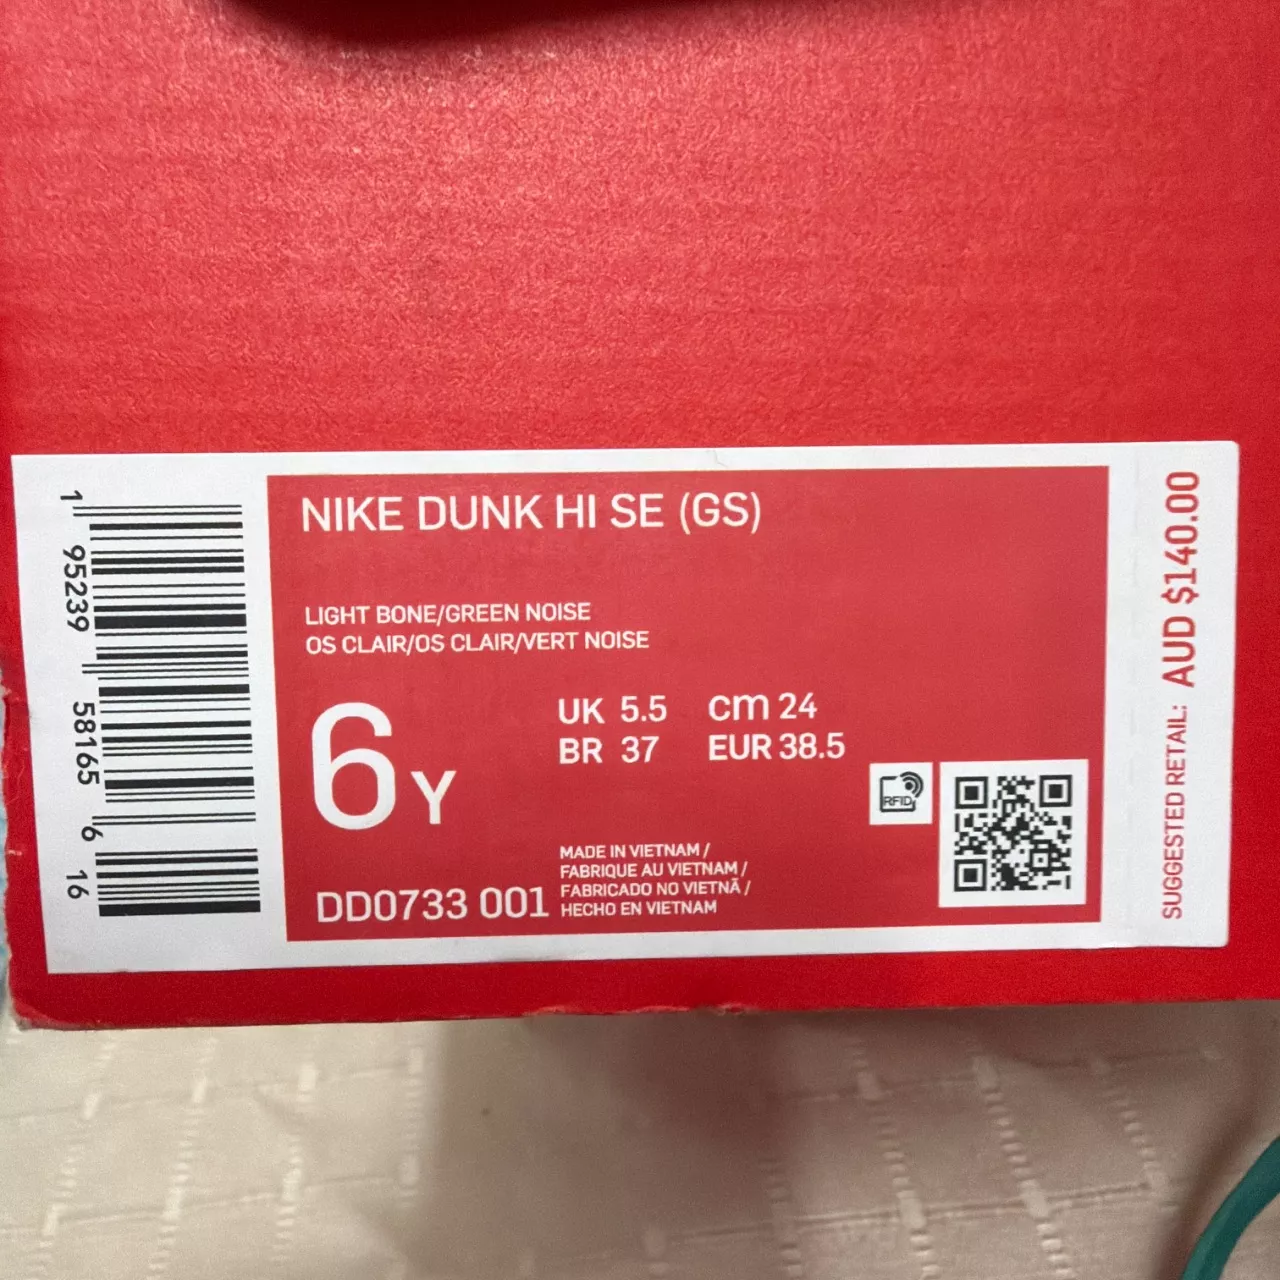 NIKE DUNK HI SE (GS)
LIGHT BONE/GREEN NOISE
OS CLAIR/OS CLAIR/VERT NOISE
6 Y
UK 5.5 cm 24
BR 37 EUR 38.5
MADE IN VIETNAM /
FABRIQUE AU VIETNAM /
FABRICADO NO VIETNÃ /
HECHO EN VIETNAM
DD0733 001
RFID
1 95239 58165 6 16
SUGGESTED RETAIL: AUD $140.00